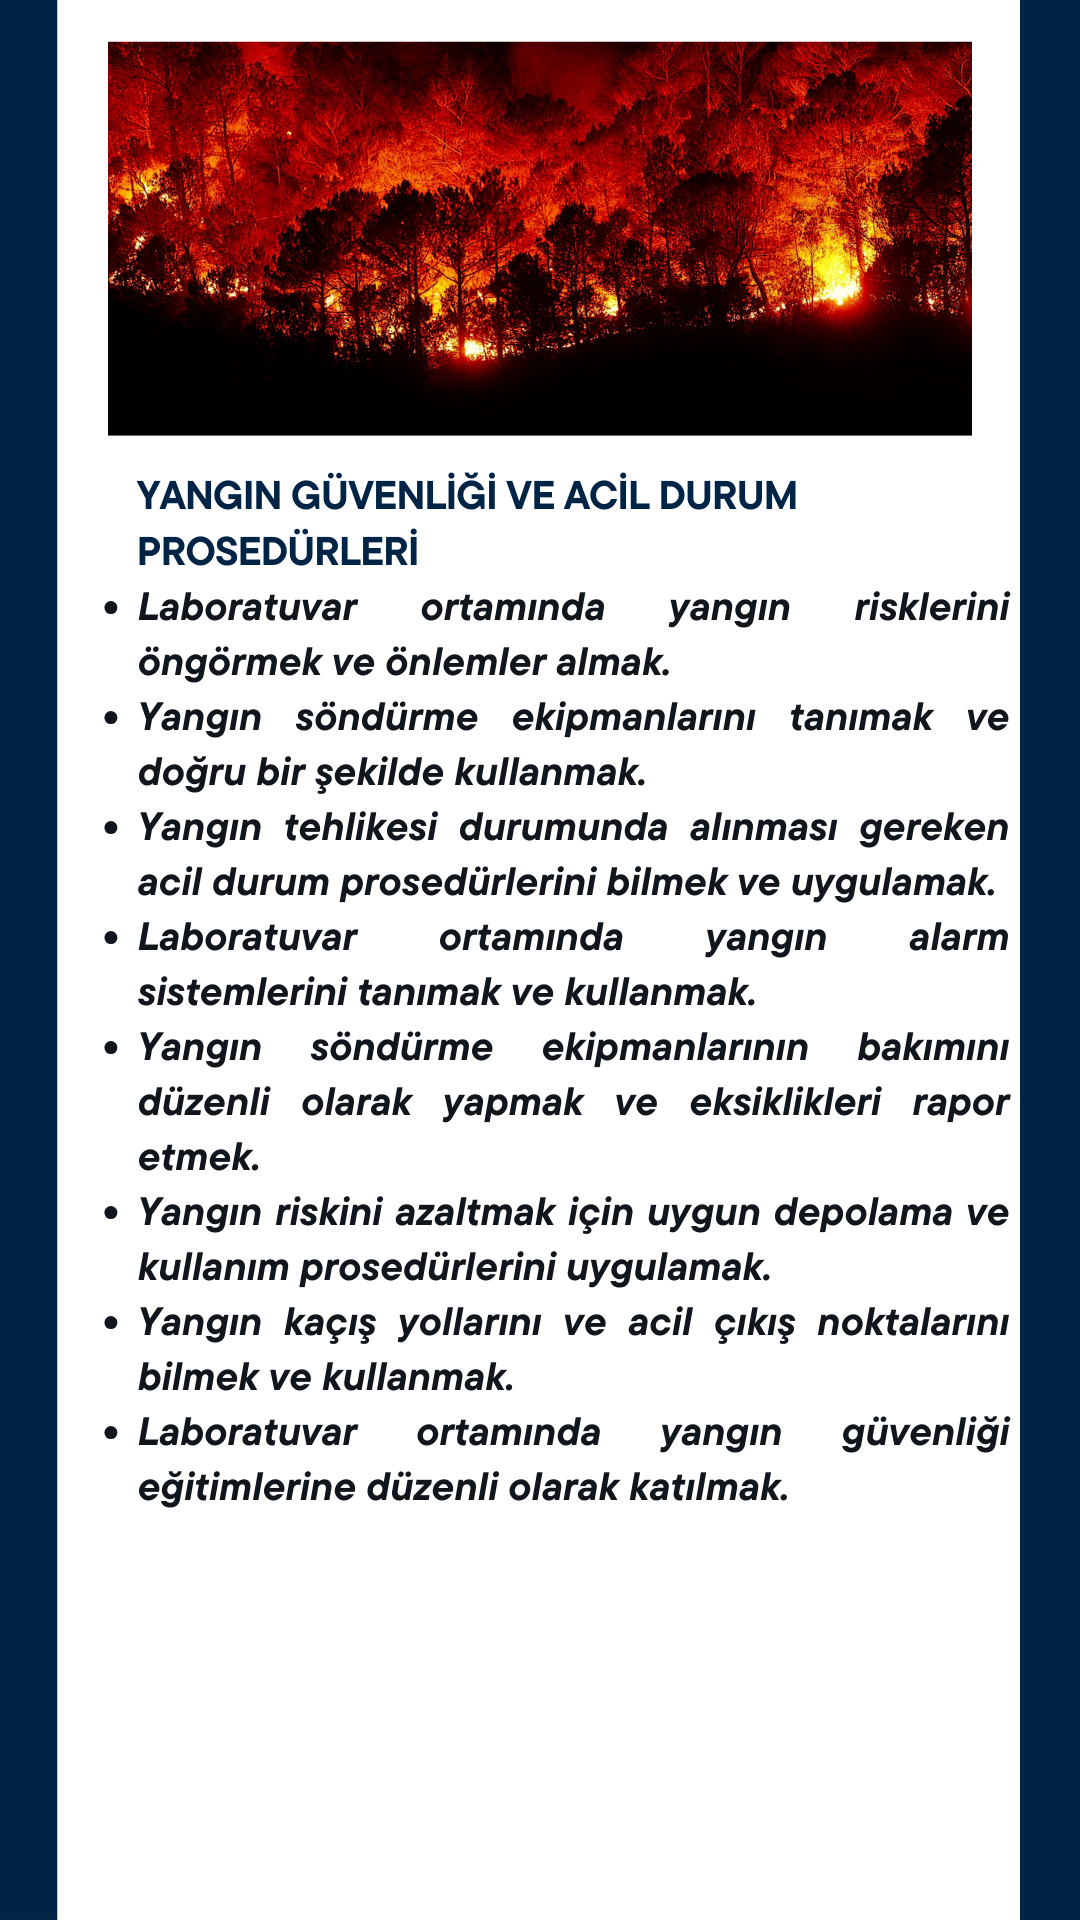 YANGIN GÜVENLİĞİ VE ACİL DURUM
PROSEDÜRLERİ
• Laboratuvar ortamında yangın risklerini
öngörmek ve önlemler almak.
• Yangın söndürme ekipmanlarını tanımak ve
doğru bir şekilde kullanmak.
• Yangın tehlikesi durumunda alınması gereken
acil durum prosedürlerini bilmek ve uygulamak.
• Laboratuvar ortamında yangın alarm
sistemlerini tanımak ve kullanmak.
• Yangın söndürme ekipmanlarının bakımını
düzenli olarak yapmak ve eksiklikleri rapor
etmek.
• Yangın riskini azaltmak için uygun depolama ve
kullanım prosedürlerini uygulamak.
• Yangın kaçış yollarını ve acil çıkış noktalarını
bilmek ve kullanmak.
• Laboratuvar ortamında yangın güvenliği
eğitimlerine düzenli olarak katılmak.